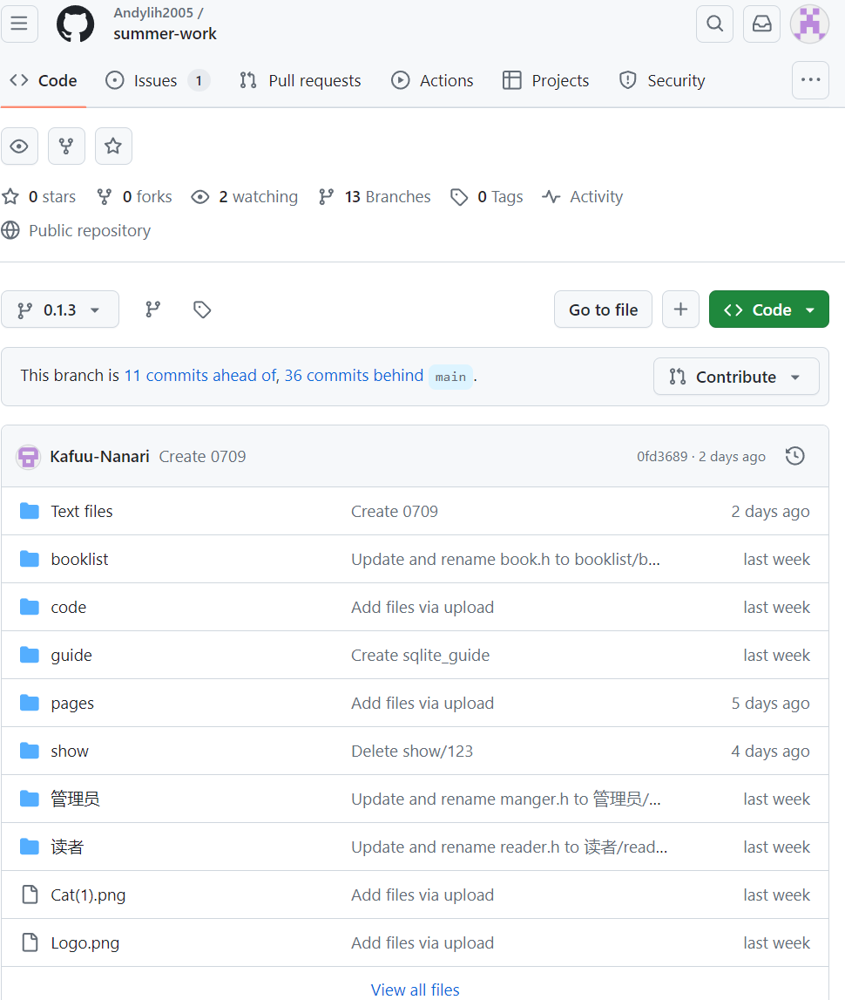 Andylih2005 /
summer-work
Code Issues 1 Pull requests Actions Projects Security
0 stars 0 forks 2 watching 13 Branches 0 Tags Activity
Public repository
0.1.3 Go to file Code
This branch is 11 commits ahead of, 36 commits behind main . Contribute
Kafuu-Nanari Create 0709 0fd3689 · 2 days ago
Text files Create 0709 2 days ago
booklist Update and rename book.h to booklist/b... last week
code Add files via upload last week
guide Create sqlite_guide last week
pages Add files via upload 5 days ago
show Delete show/123 4 days ago
管理员 Update and rename manger.h to 管理员/... last week
读者 Update and rename reader.h to 读者/read... last week
Cat(1).png Add files via upload last week
Logo.png Add files via upload last week
View all files